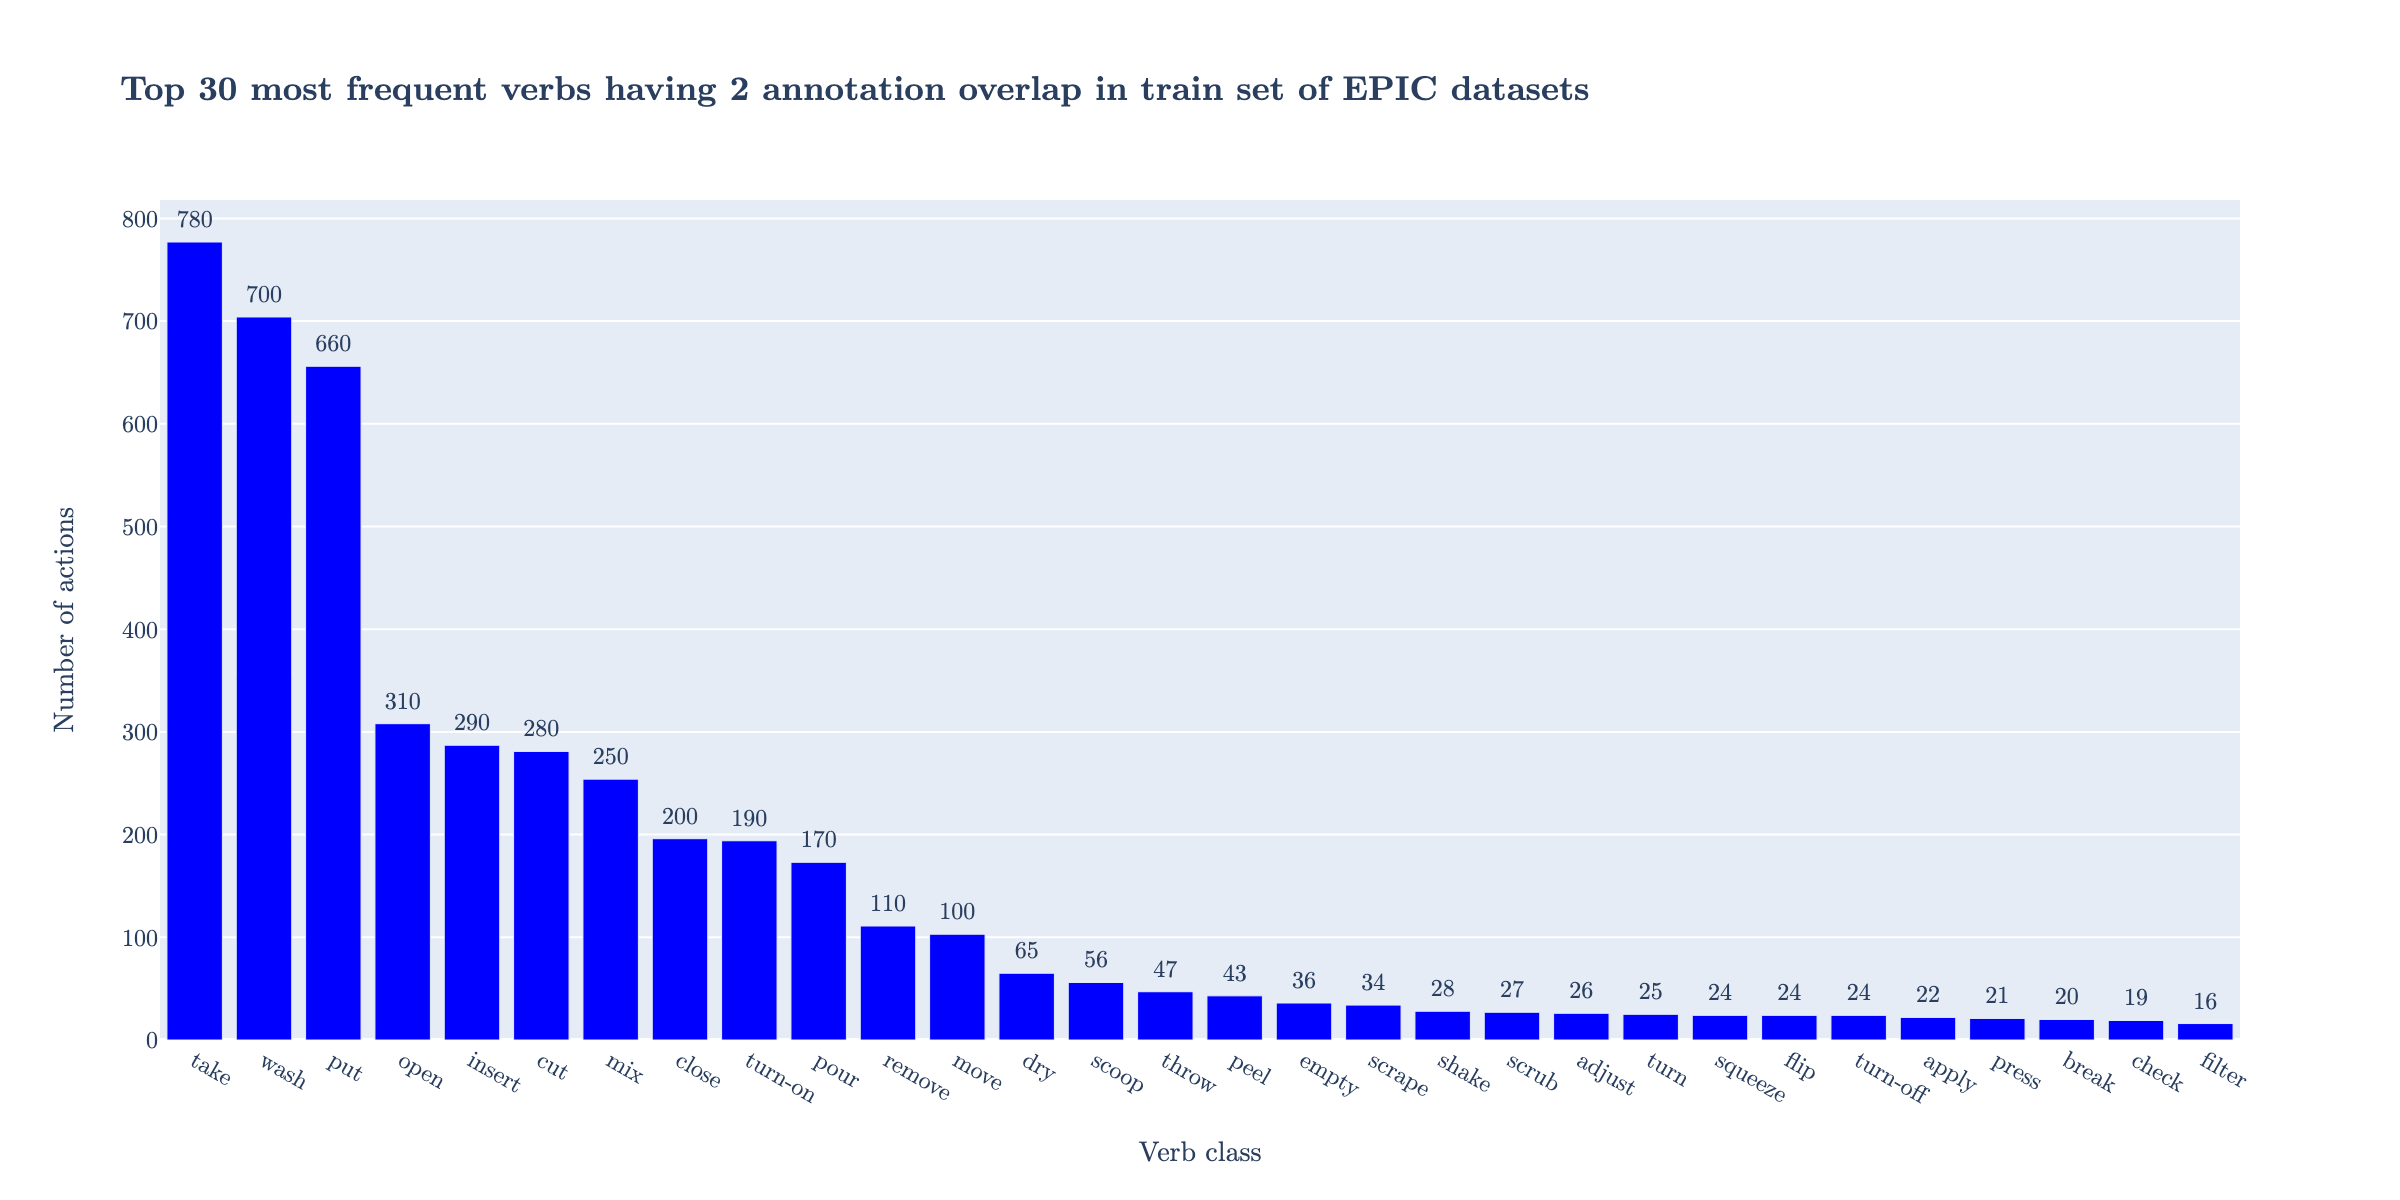 Top 30 most frequent verbs having 2 annotation overlap in train set of EPIC datasets
Number of actions
800
700
600
500
400
300
200
100
0
780
700
660
310
290
280
250
200
190
170
110
100
65
56
47
43
36
34
28
27
26
25
24
24
24
22
21
20
19
16
take
wash
put
open
insert
cut
mix
close
turn-on
pour
remove
move
dry
scoop
throw
peel
empty
scrape
shake
scrub
adjust
turn
squeeze
flip
turn-off
apply
press
break
check
filter
Verb class